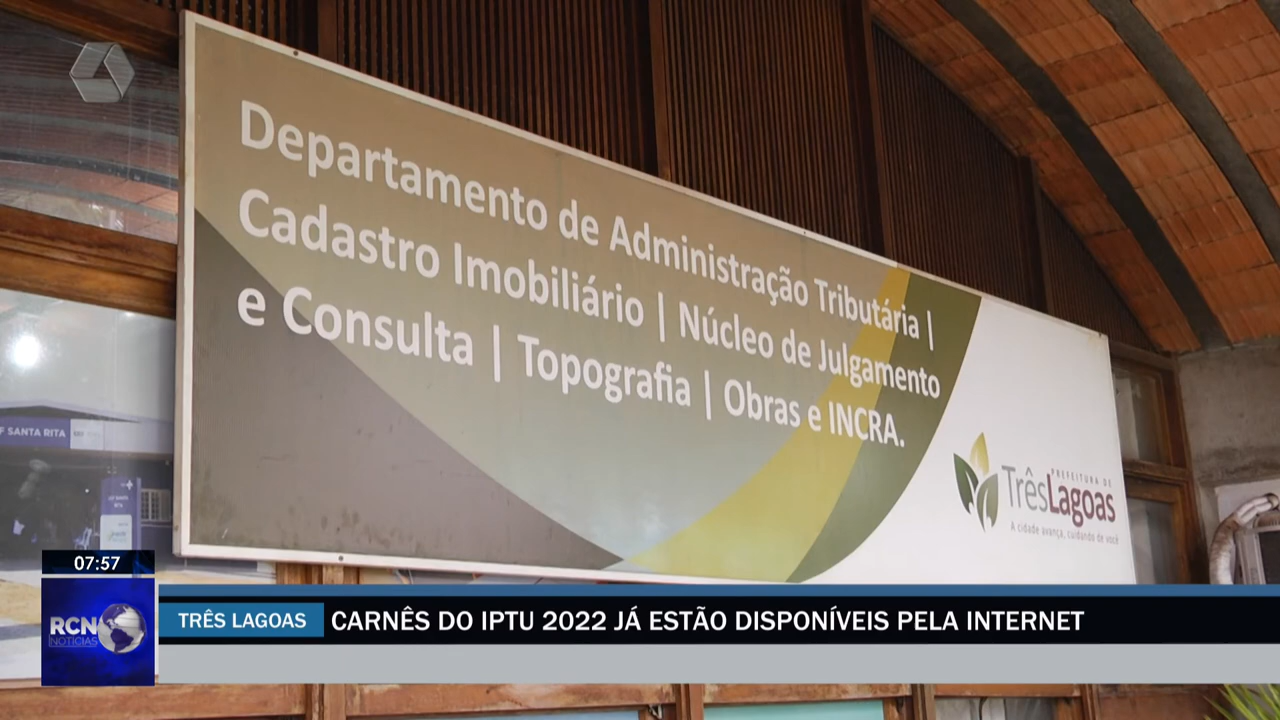 Departamento de Administração Tributária |
Cadastro Imobiliário | Núcleo de Julgamento
e Consulta | Topografia | Obras e INCRA.
PREFEITURA DE
TrêsLagoas
A cidade avança, cuidando de você
F SANTA RITA
07:57
RCN
NOTÍCIAS
TRÊS LAGOAS
CARNÊS DO IPTU 2022 JÁ ESTÃO DISPONÍVEIS PELA INTERNET